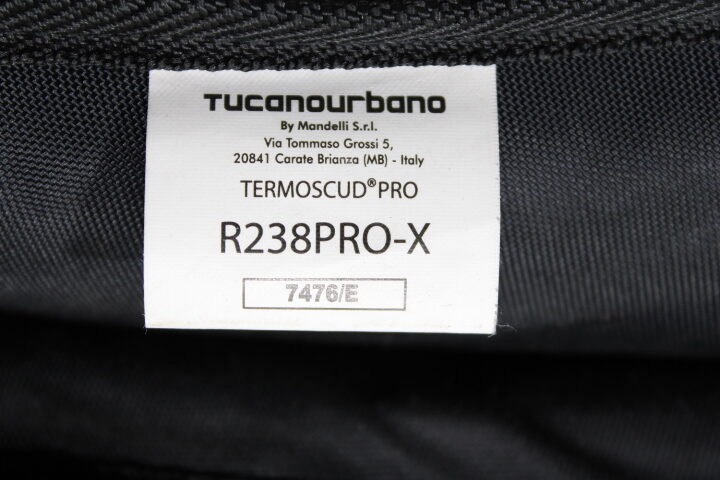 Tucanourbano
By Mandelli S.r.l.
Via Tommaso Grossi 5,
20841 Carate Brianza (MB) - Italy
TERMOSCUD®PRO
R238PRO-X
7476/E